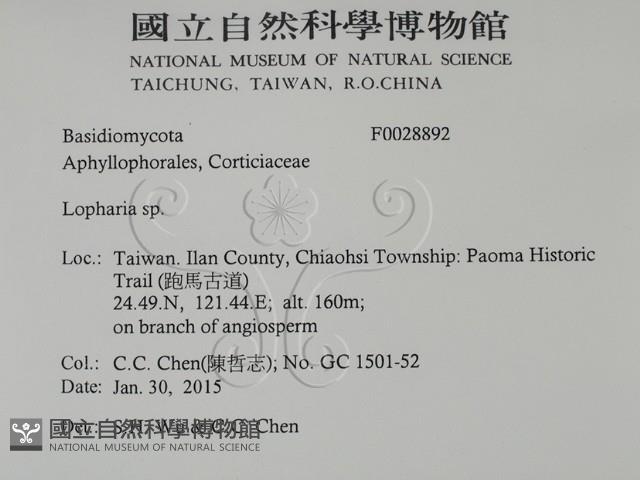 國立自然科學博物館
NATIONAL MUSEUM OF NATURAL SCIENCE
TAICHUNG, TAIWAN, R.O.CHINA
Basidiomycota F0028892
Aphyllophorales, Corticiaceae
Lopharia sp.
Loc.: Taiwan. Ilan County, Chiaohsi Township: Paoma Historic
Trail (跑馬古道)
24.49.N, 121.44.E; alt. 160m;
on branch of angiosperm
Col.: C.C. Chen(陳哲志); No. GC 1501-52
Date: Jan. 30, 2015
Det.: S.H. Wu & C.C. Chen
國立自然科學博物館
NATIONAL MUSEUM OF NATURAL SCIENCE